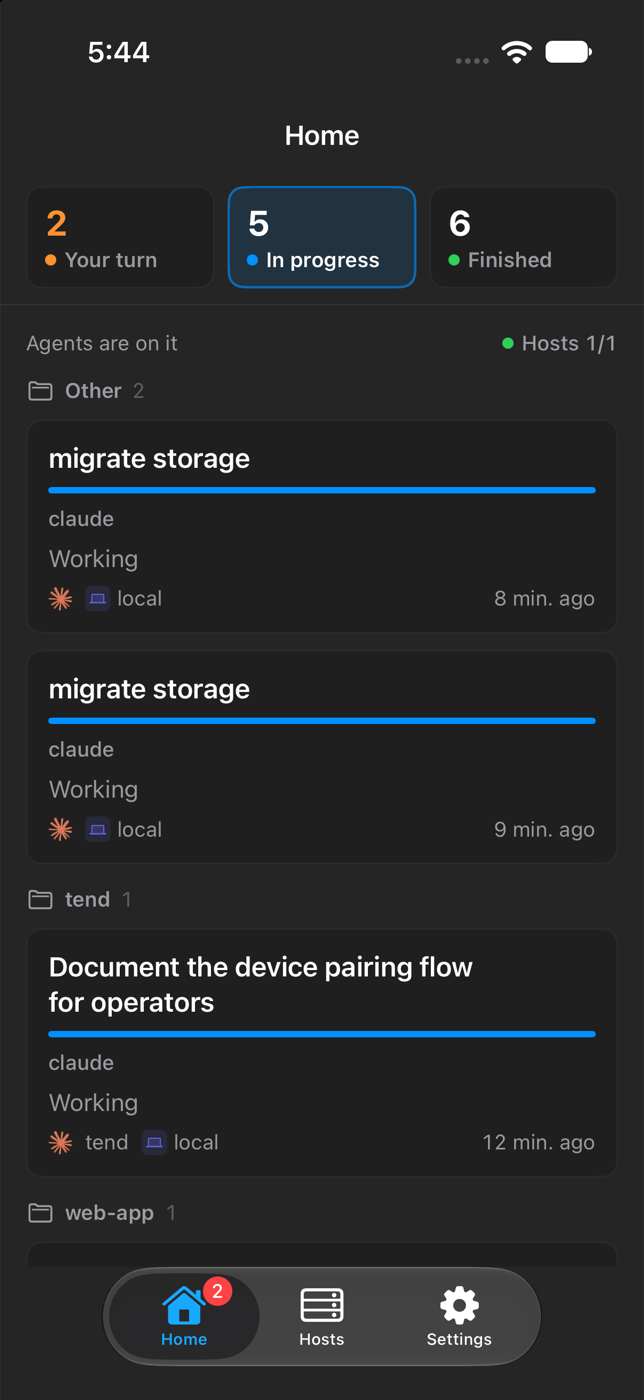 5:44
Home
2
Your turn
5
In progress
6
Finished
Agents are on it
Hosts 1/1
Other 2
migrate storage
claude
Working
local
8 min. ago
migrate storage
claude
Working
local
9 min. ago
tend 1
Document the device pairing flow
for operators
claude
Working
tend
local
12 min. ago
web-app 1
2
Home
Hosts
Settings